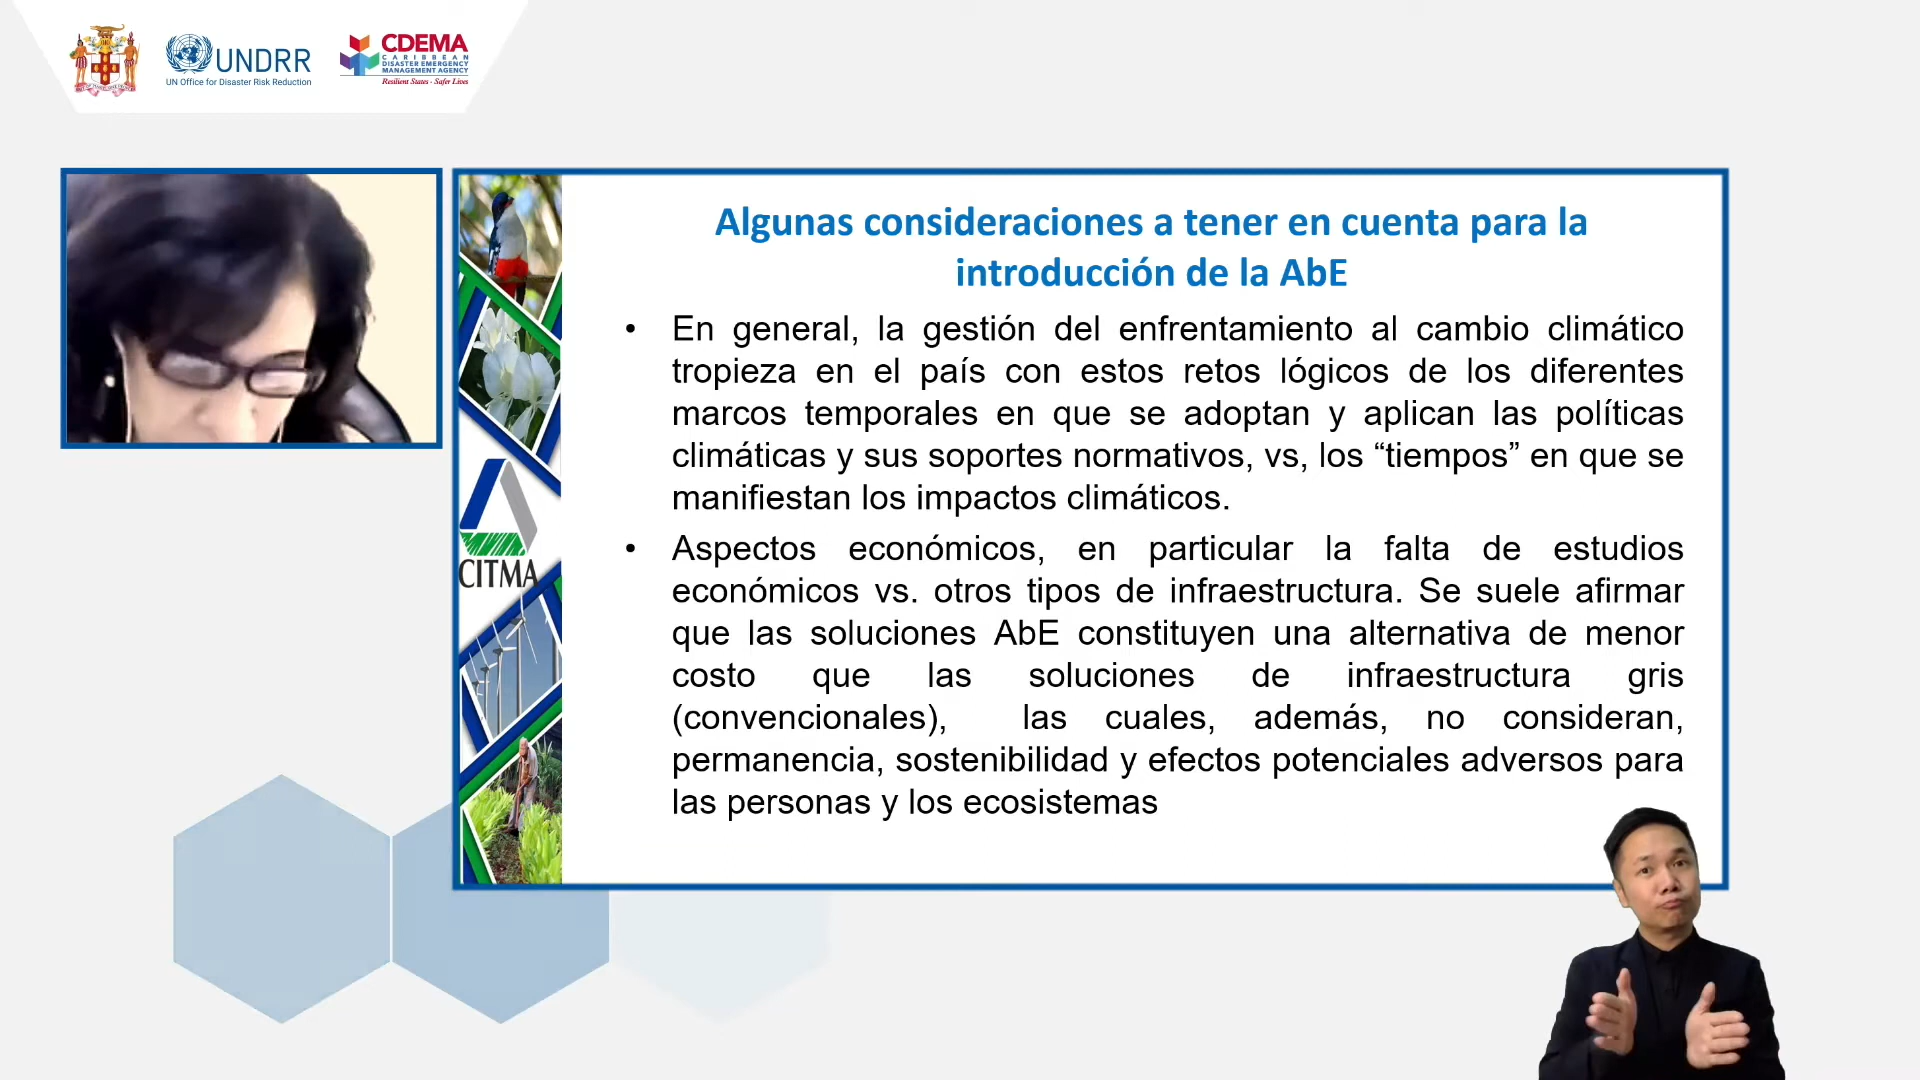 UNDRR
UN Office for Disaster Risk Reduction
CDEMA
CARIBBEAN
DISASTER EMERGENCY
MANAGEMENT AGENCY
Resilient States - Safer Lives
Algunas consideraciones a tener en cuenta para la
introducción de la AbE
• En general, la gestión del enfrentamiento al cambio climático
tropieza en el país con estos retos lógicos de los diferentes
marcos temporales en que se adoptan y aplican las políticas
climáticas y sus soportes normativos, vs, los “tiempos” en que se
manifiestan los impactos climáticos.
• Aspectos económicos, en particular la falta de estudios
económicos vs. otros tipos de infraestructura. Se suele afirmar
que las soluciones AbE constituyen una alternativa de menor
costo que las soluciones de infraestructura gris
(convencionales), las cuales, además, no consideran,
permanencia, sostenibilidad y efectos potenciales adversos para
las personas y los ecosistemas
CITMA